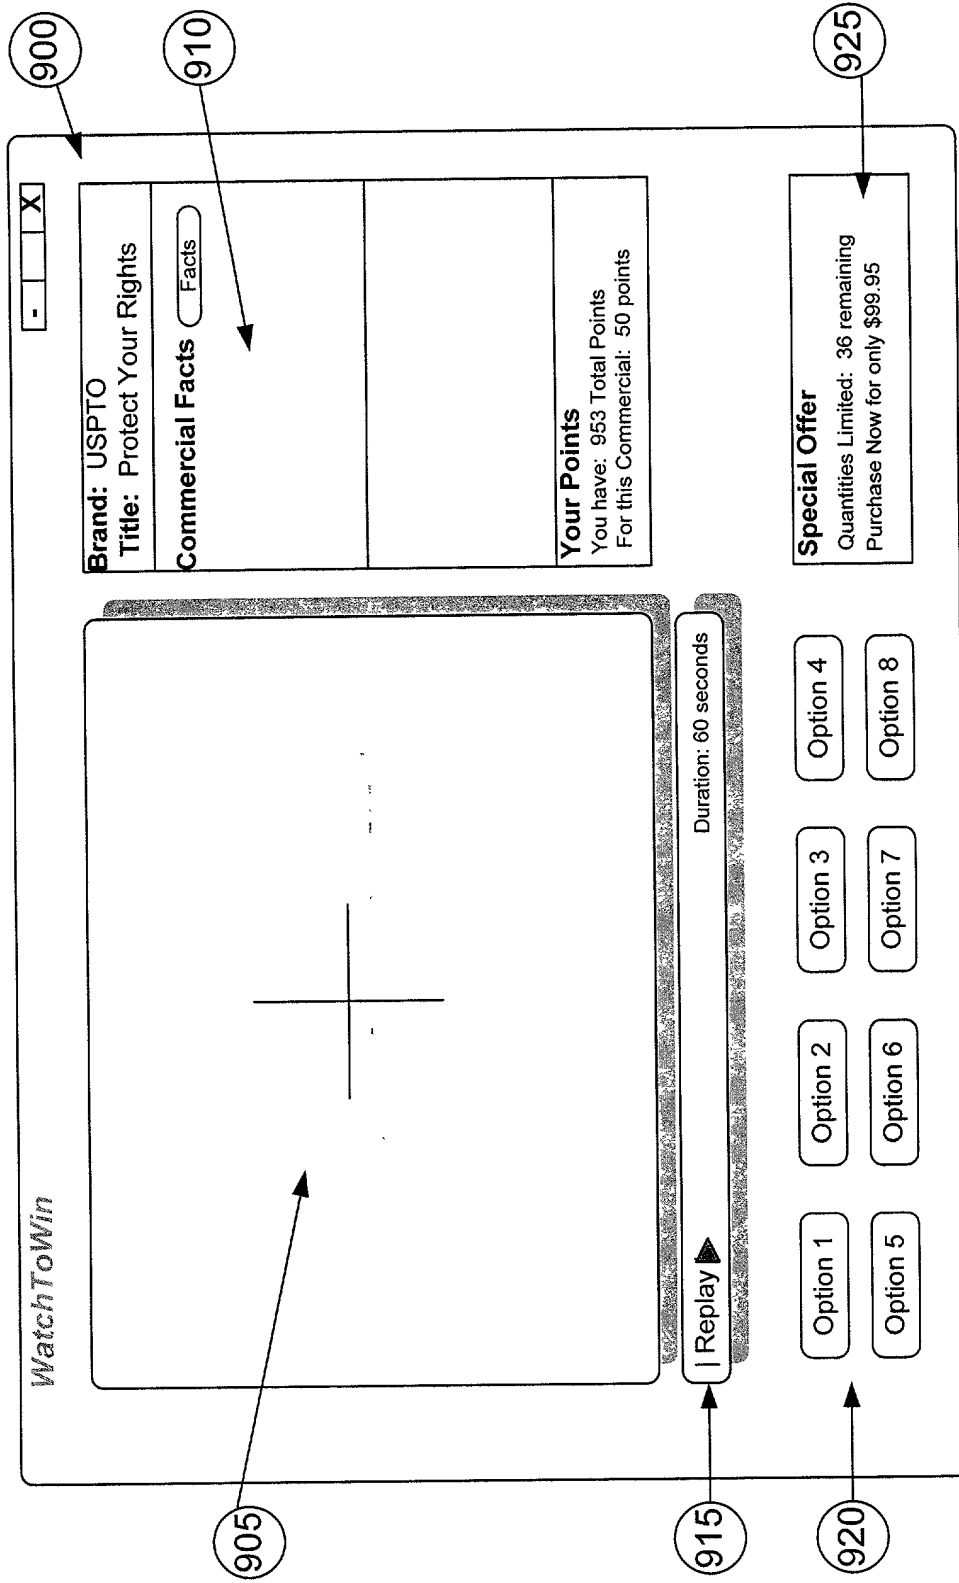 900
910
WatchToWin
- X
Brand: USPTO
Title: Protect Your Rights
Commercial Facts Facts
Your Points
You have: 953 Total Points
For this Commercial: 50 points
905
| Replay
Duration: 60 seconds
915
Option 1 Option 2 Option 3 Option 4
Option 5 Option 6 Option 7 Option 8
920
Special Offer
Quantities Limited: 36 remaining
Purchase Now for only $99.95
925